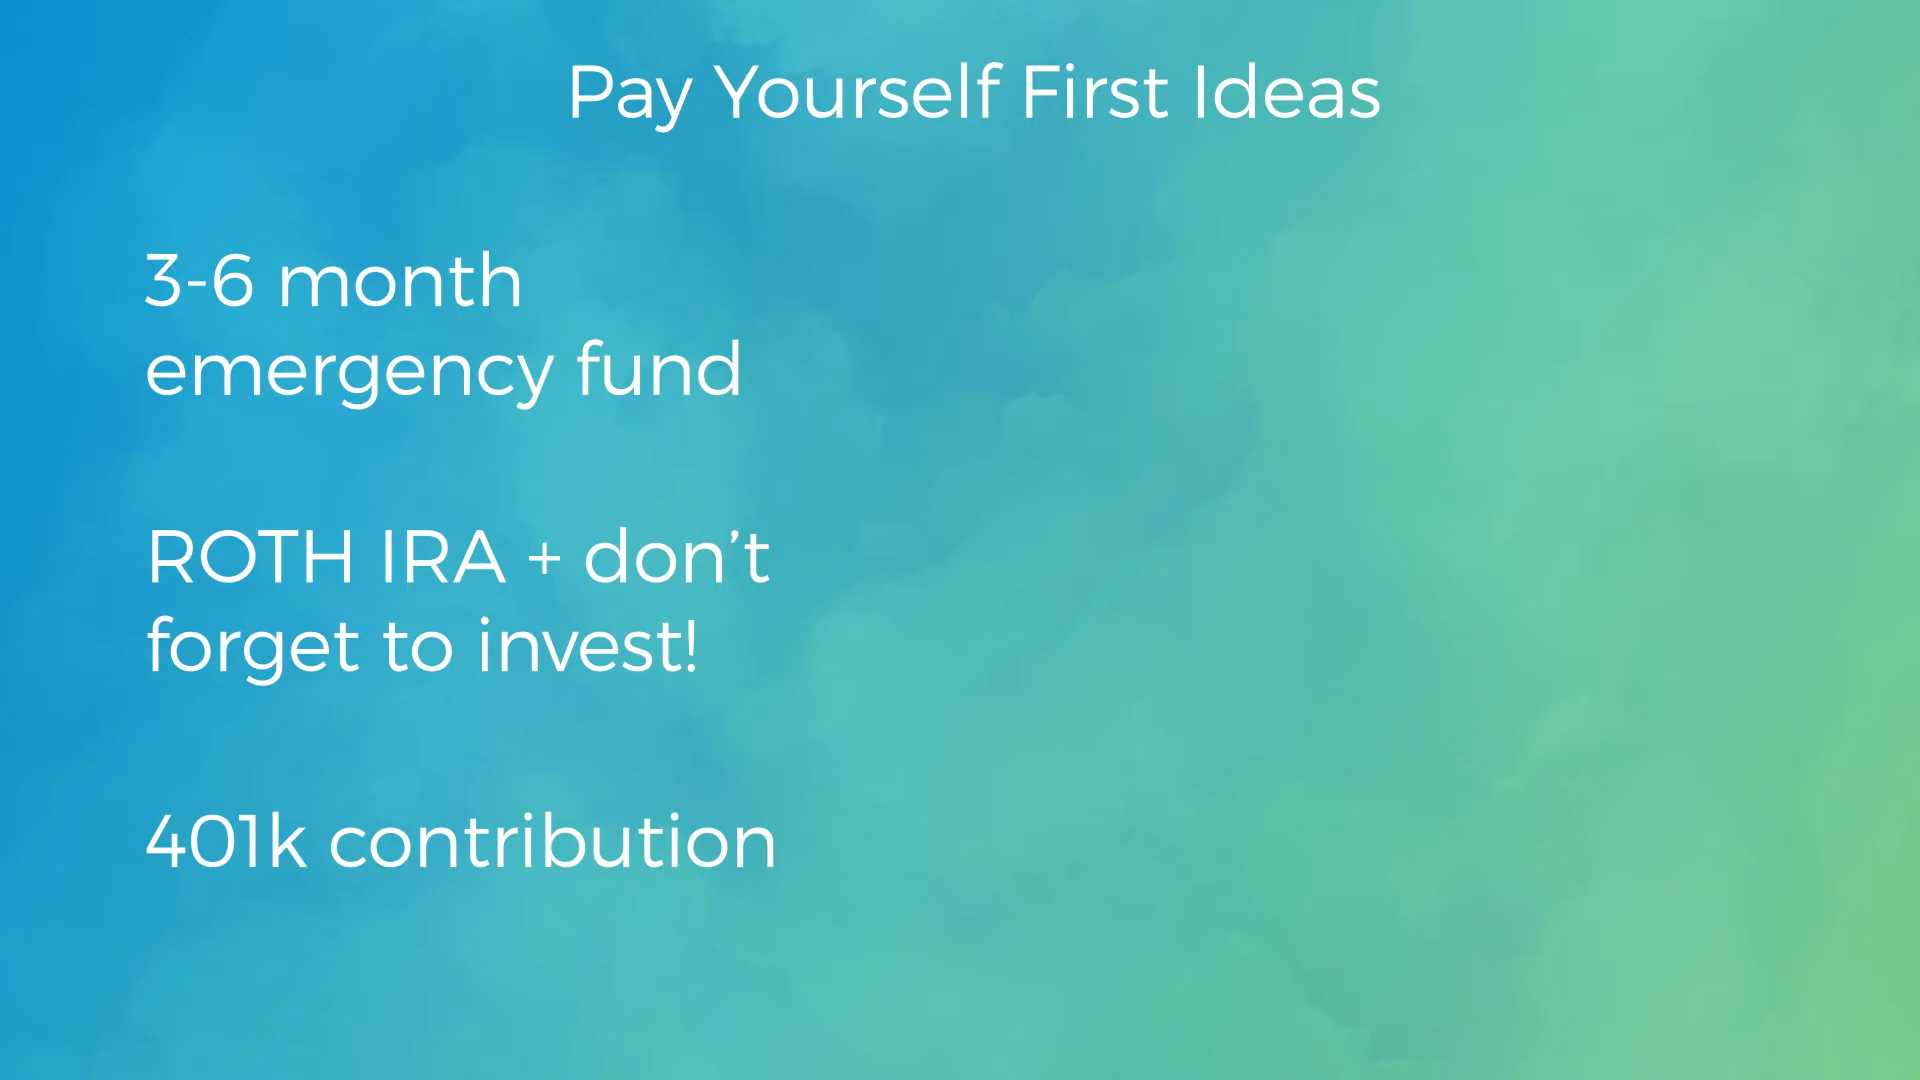 Pay Yourself First Ideas
3-6 month
emergency fund
ROTH IRA + don’t
forget to invest!
401k contribution